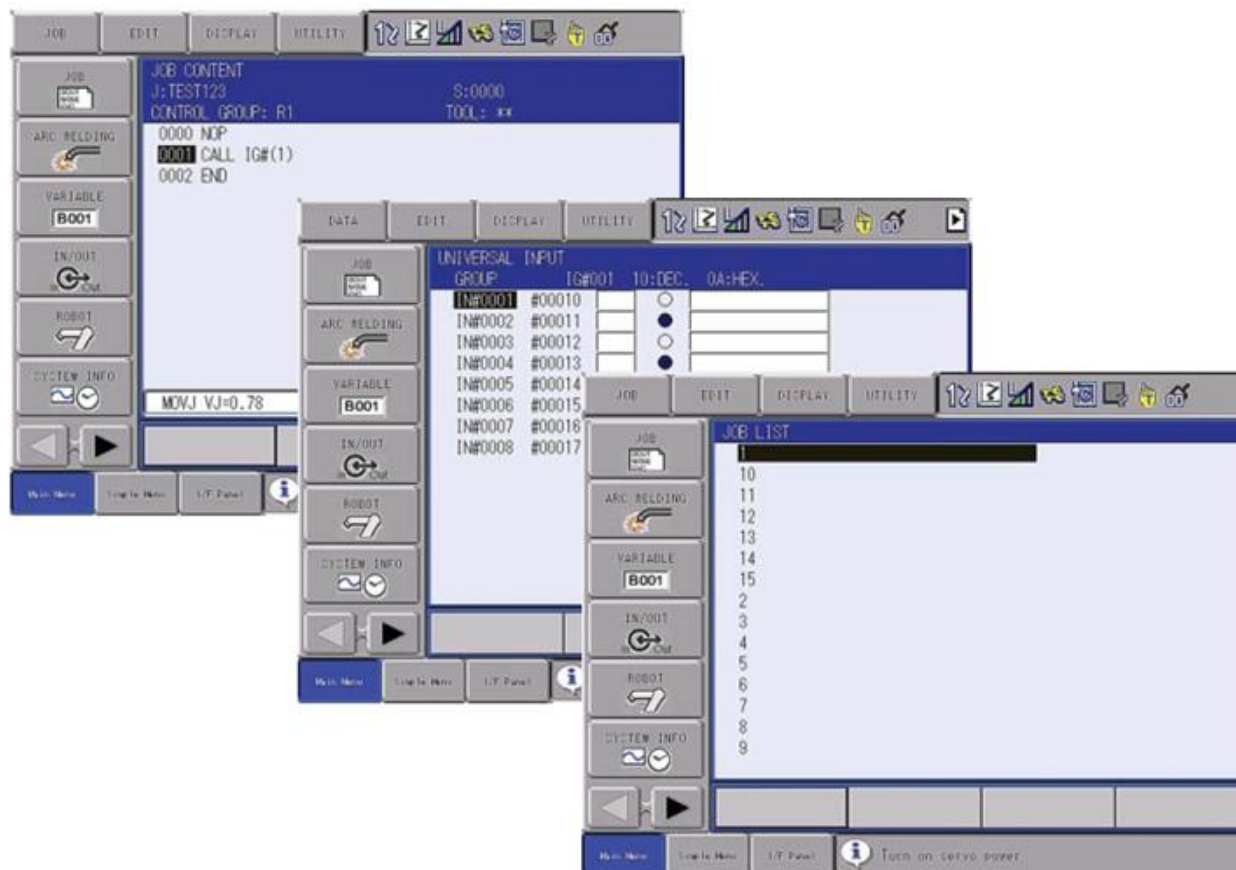 JOB EDIT DISPLAY UTILITY
JOB
ARC WELDING
VARIABLE
B001
IN/OUT
In Out
ROBOT
SYSTEM INFO
Main Menu Simple Menu I/F Panel
JOB CONTENT
J:TEST123 S:0000
CONTROL GROUP: R1 TOOL: **
0000 NOP
0001 CALL IG#(1)
0002 END
MOVJ VJ=0.78
DATA EDIT DISPLAY UTILITY
JOB
ARC WELDING
VARIABLE
B001
IN/OUT
In Out
ROBOT
SYSTEM INFO
Main Menu Simple Menu I/F Panel
UNIVERSAL INPUT
GROUP IG#001 10:DEC. 0A:HEX.
IN#0001 #00010
IN#0002 #00011
IN#0003 #00012
IN#0004 #00013
IN#0005 #00014
IN#0006 #00015
IN#0007 #00016
IN#0008 #00017
JOB EDIT DISPLAY UTILITY
JOB
ARC WELDING
VARIABLE
B001
IN/OUT
In Out
ROBOT
SYSTEM INFO
Main Menu Simple Menu I/F Panel
JOB LIST
1
10
11
12
13
14
15
2
3
4
5
6
7
8
9
Turn on servo power